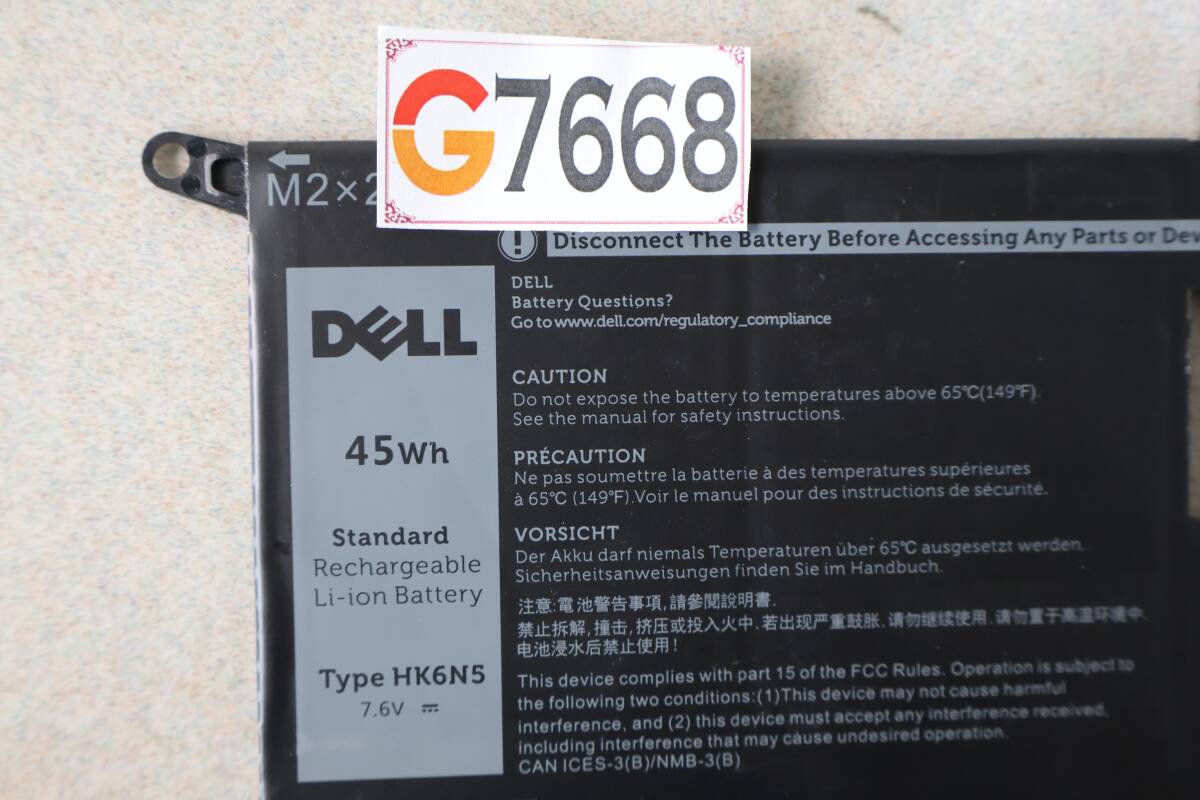 G7668
M2×2
Disconnect The Battery Before Accessing Any Parts or Dev
DELL
45Wh
Standard
Rechargeable
Li-ion Battery
Type HK6N5
7.6V ⎓
DELL
Battery Questions?
Go to www.dell.com/regulatory_compliance
CAUTION
Do not expose the battery to temperatures above 65℃(149℉).
See the manual for safety instructions.
PRÉCAUTION
Ne pas soumettre la batterie à des temperatures supérieures
à 65℃ (149℉).Voir le manuel pour des instructions de sécurité.
VORSICHT
Der Akku darf niemals Temperaturen über 65℃ ausgesetzt werden.
Sicherheitsanweisungen finden Sie im Handbuch.
注意:電池警告事項,請參閱說明書.
禁止拆解,撞击,挤压或投入火中.若出现严重鼓胀,请勿继续使用.请勿置于高温环境中.
电池浸水后禁止使用!
This device complies with part 15 of the FCC Rules. Operation is subject to
the following two conditions:(1)This device may not cause harmful
interference, and (2) this device must accept any interference received,
including interference that may cause undesired operation.
CAN ICES-3(B)/NMB-3(B)